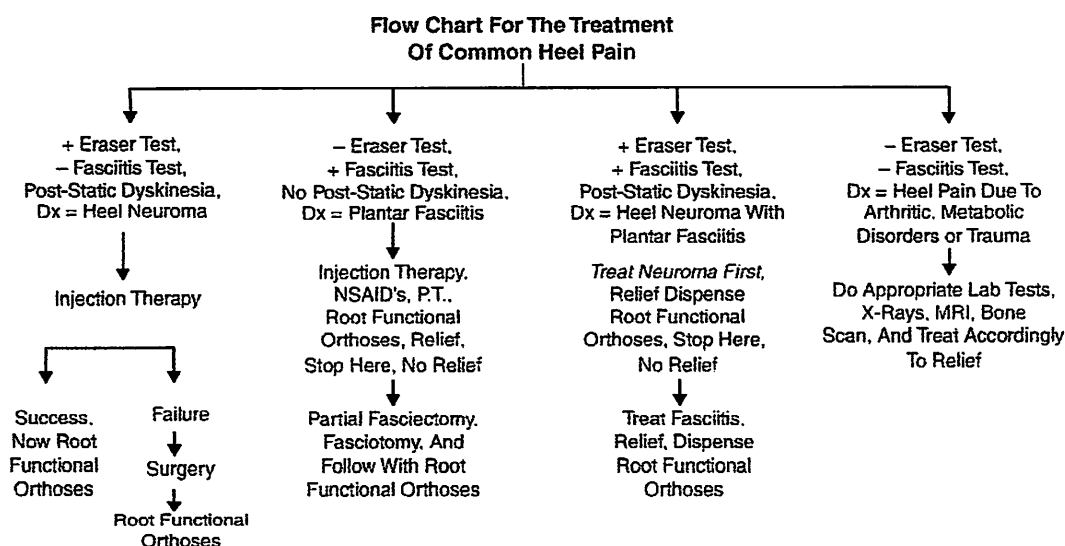 Flow Chart For The Treatment
Of Common Heel Pain
+ Eraser Test,
– Fasciitis Test,
Post-Static Dyskinesia,
Dx = Heel Neuroma
Injection Therapy
Success,
Now Root
Functional
Orthoses
Failure
Surgery
Root Functional
Orthoses
– Eraser Test,
+ Fasciitis Test,
No Post-Static Dyskinesia,
Dx = Plantar Fasciitis
Injection Therapy,
NSAID's, P.T.,
Root Functional
Orthoses, Relief,
Stop Here, No Relief
Partial Fasciectomy,
Fasciotomy, And
Follow With Root
Functional Orthoses
+ Eraser Test,
+ Fasciitis Test,
Post-Static Dyskinesia,
Dx = Heel Neuroma With
Plantar Fasciitis
Treat Neuroma First,
Relief Dispense
Root Functional
Orthoses, Stop Here,
No Relief
Treat Fasciitis,
Relief, Dispense
Root Functional
Orthoses
– Eraser Test,
– Fasciitis Test,
Dx = Heel Pain Due To
Arthritic, Metabolic
Disorders or Trauma
Do Appropriate Lab Tests,
X-Rays, MRI, Bone
Scan, And Treat Accordingly
To Relief